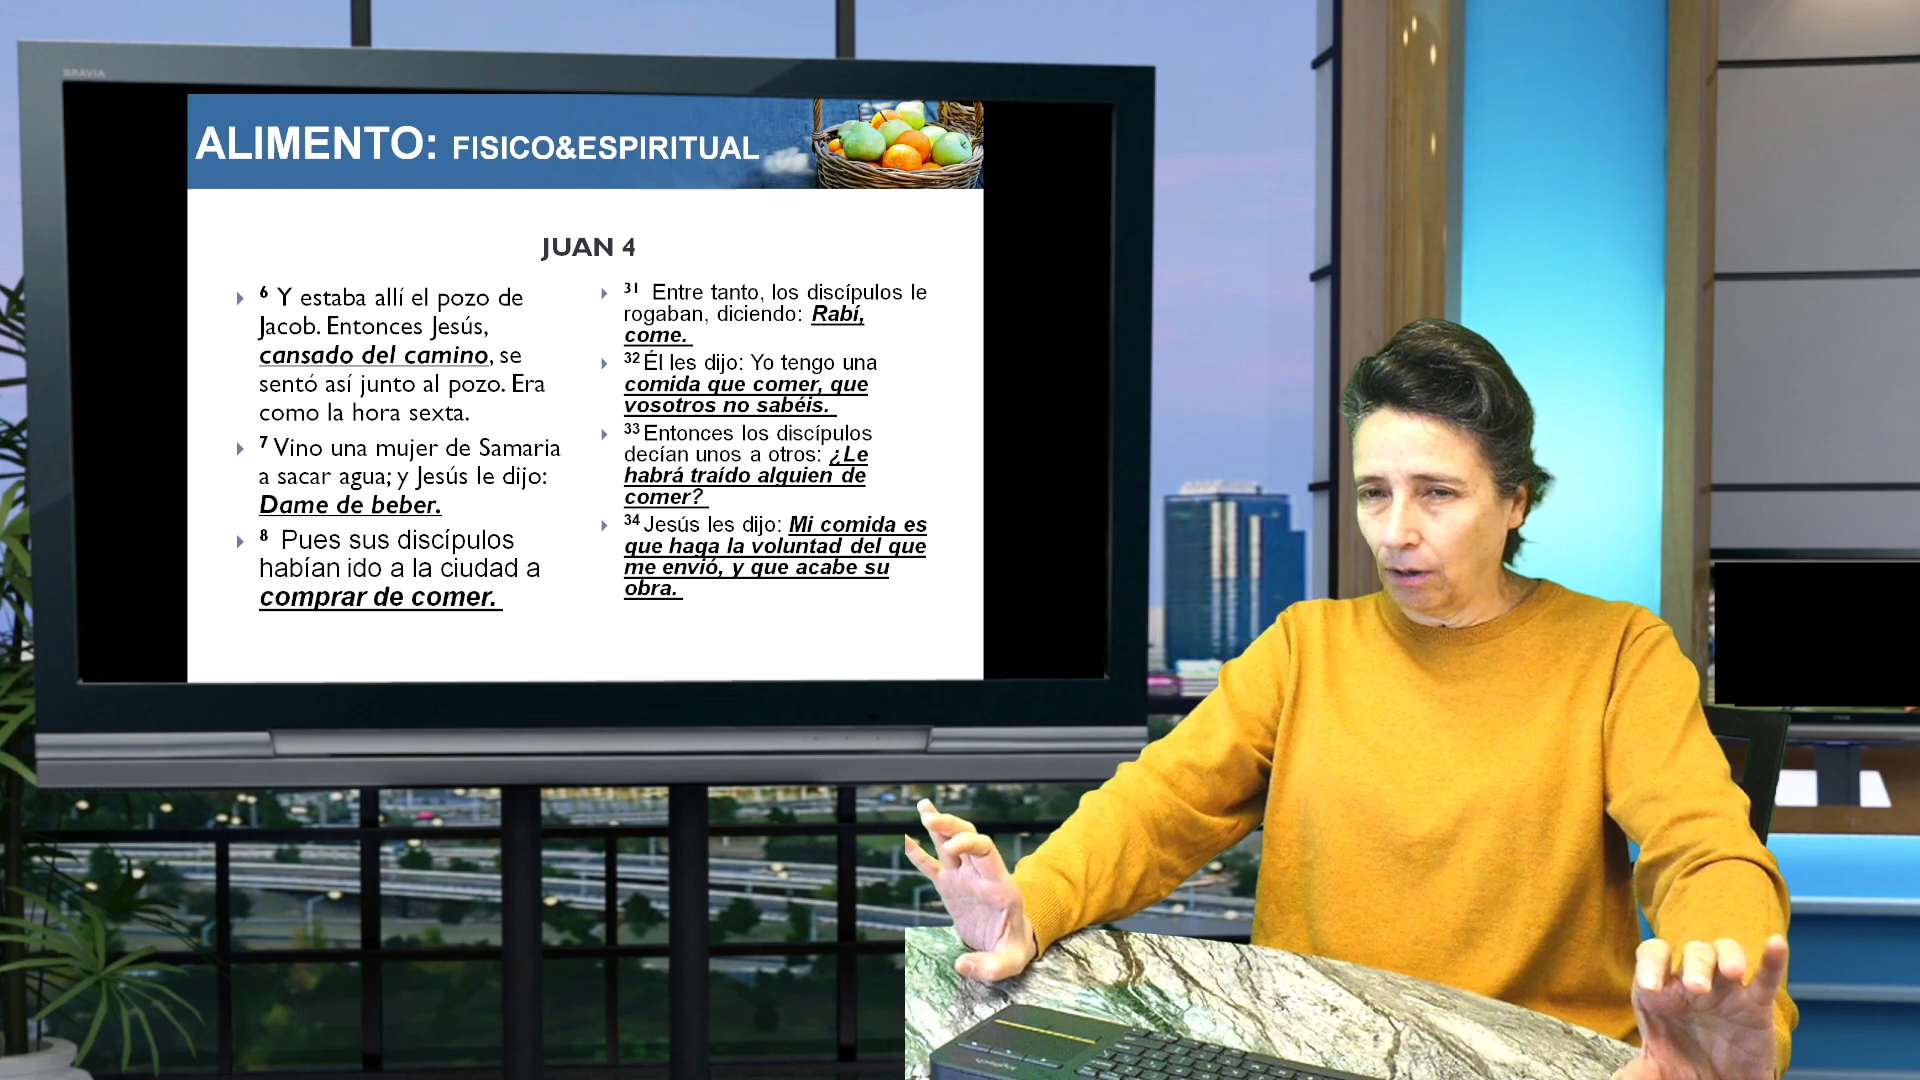 BRAVIA
ALIMENTO: FISICO&ESPIRITUAL
JUAN 4
6 Y estaba allí el pozo de
Jacob. Entonces Jesús,
cansado del camino, se
sentó así junto al pozo. Era
como la hora sexta.
7 Vino una mujer de Samaria
a sacar agua; y Jesús le dijo:
Dame de beber.
8 Pues sus discípulos
habían ido a la ciudad a
comprar de comer.
31 Entre tanto, los discípulos le
rogaban, diciendo: Rabí,
come.
32 Él les dijo: Yo tengo una
comida que comer, que
vosotros no sabéis.
33 Entonces los discípulos
decían unos a otros: ¿Le
habrá traído alguien de
comer?
34 Jesús les dijo: Mi comida es
que haga la voluntad del que
me envió, y que acabe su
obra.